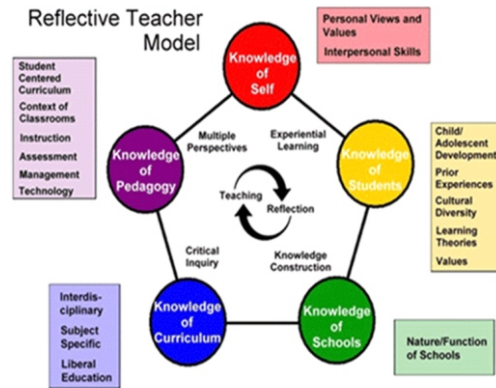 Reflective Teacher
Model
Personal Views and
Values
Interpersonal Skills
Knowledge
of
Self
Student
Centered
Curriculum
Context of
Classrooms
Instruction
Assessment
Management
Technology
Knowledge
of
Pedagogy
Multiple
Perspectives
Experiential
Learning
Knowledge
of
Students
Child/
Adolescent
Development
Prior
Experiences
Cultural
Diversity
Learning
Theories
Values
Teaching
Reflection
Critical
Inquiry
Knowledge
Construction
Interdis-
ciplinary
Subject
Specific
Liberal
Education
Knowledge
of
Curriculum
Knowledge
of
Schools
Nature/Function
of Schools